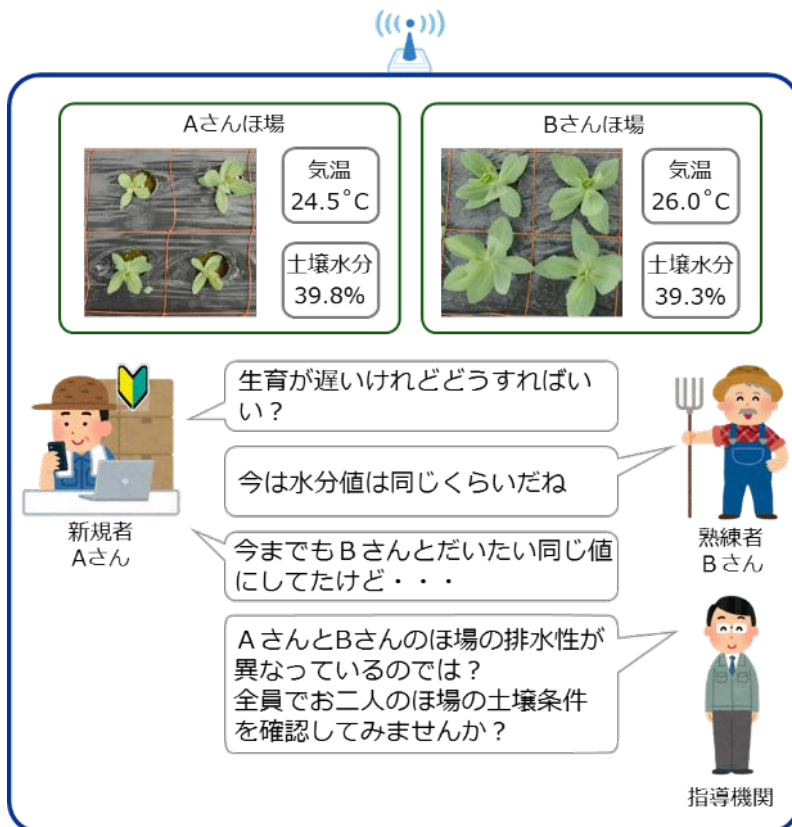 Aさんほ場
気温
24.5°C
土壌水分
39.8%
Bさんほ場
気温
26.0°C
土壌水分
39.3%
生育が遅いけれどどうすればい
い?
今は水分値は同じくらいだね
新規者
Aさん
熟練者
Bさん
今までもBさんとだいたい同じ値
にしてたけど・・・
AさんとBさんのほ場の排水性が
異なっているのでは?
全員でお二人のほ場の土壌条件
を確認してみませんか?
指導機関